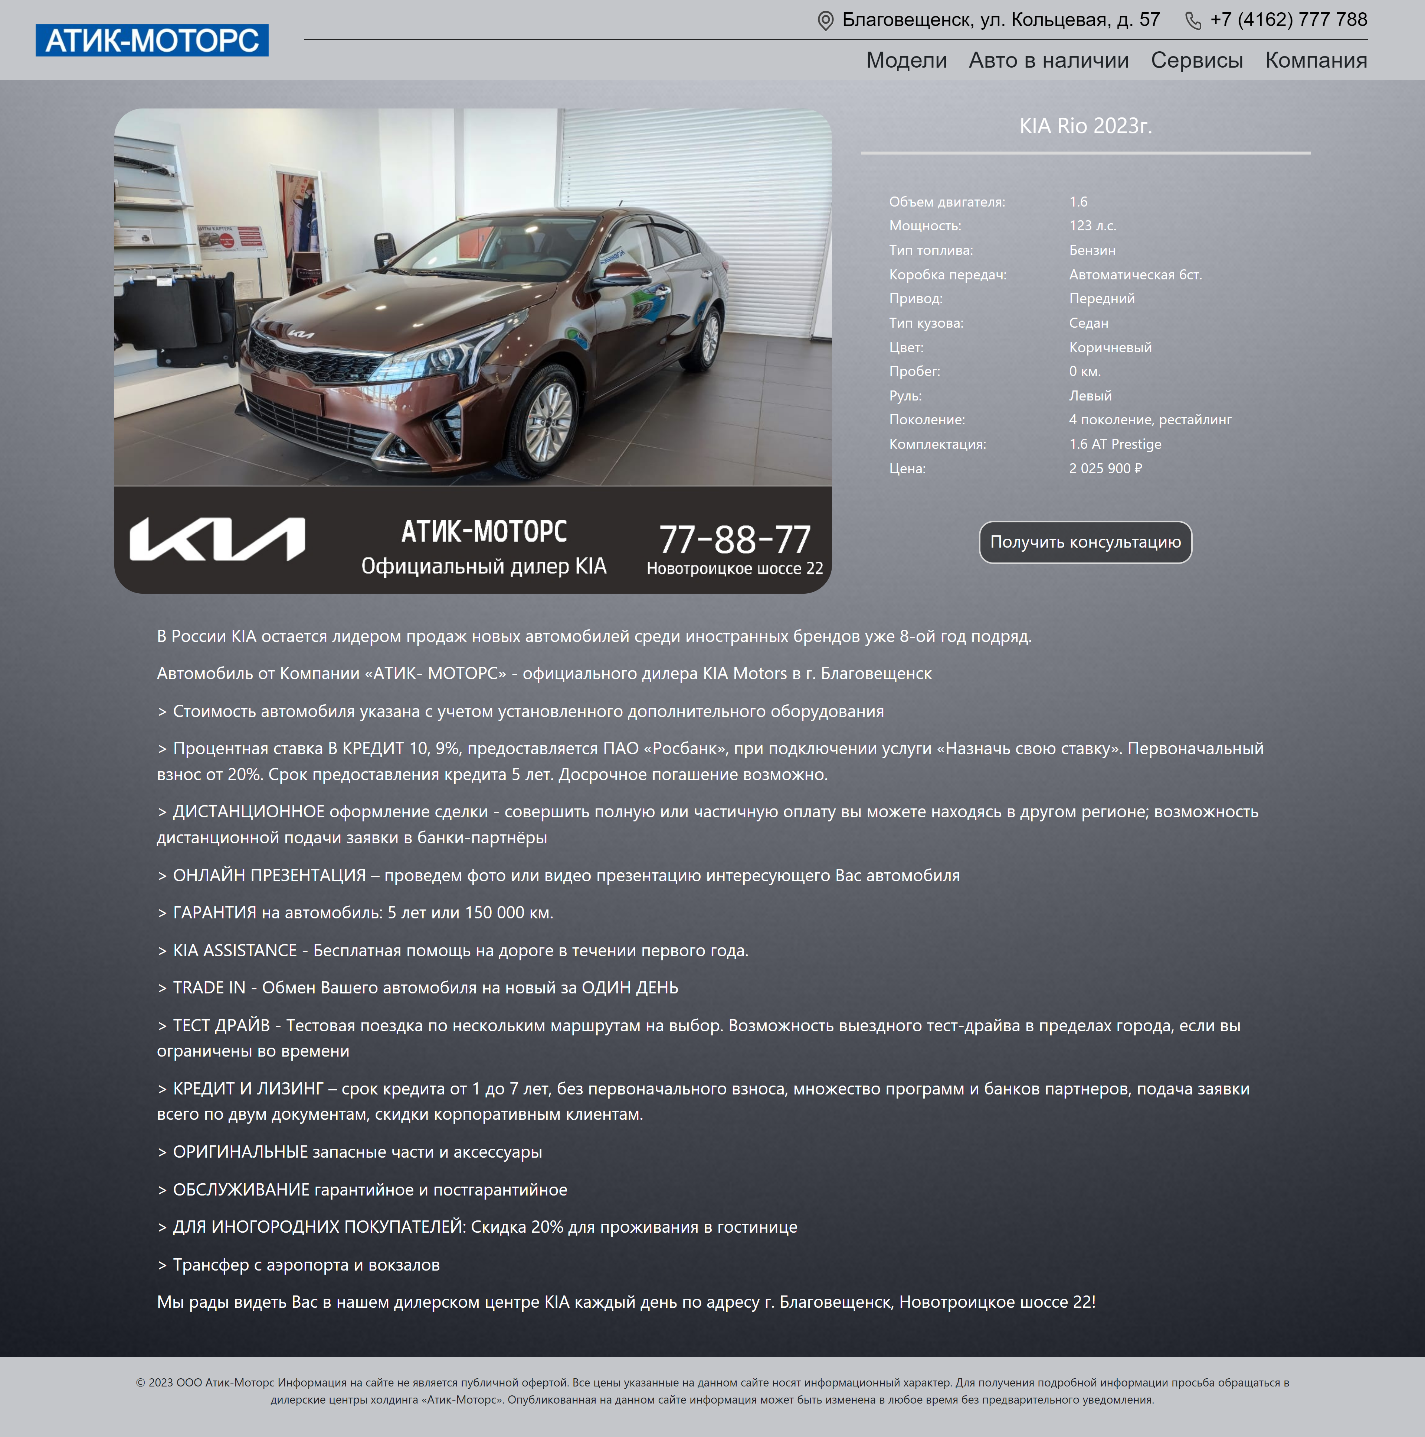 АТИК-МОТОРС
Благовещенск, ул. Кольцевая, д. 57
+7 (4162) 777 788
Модели Авто в наличии Сервисы Компания
KIA Rio 2023г.
Объем двигателя: 1.6
Мощность: 123 л.с.
Тип топлива: Бензин
Коробка передач: Автоматическая 6ст.
Привод: Передний
Тип кузова: Седан
Цвет: Коричневый
Пробег: 0 км.
Руль: Левый
Поколение: 4 поколение, рестайлинг
Комплектация: 1.6 AT Prestige
Цена: 2 025 900 ₽
Получить консультацию
KIA
АТИК-МОТОРС
Официальный дилер KIA
77-88-77
Новотроицкое шоссе 22
В России KIA остается лидером продаж новых автомобилей среди иностранных брендов уже 8-ой год подряд.
Автомобиль от Компании «АТИК- МОТОРС» - официального дилера KIA Motors в г. Благовещенск
> Стоимость автомобиля указана с учетом установленного дополнительного оборудования
> Процентная ставка В КРЕДИТ 10, 9%, предоставляется ПАО «Росбанк», при подключении услуги «Назначь свою ставку». Первоначальный
взнос от 20%. Срок предоставления кредита 5 лет. Досрочное погашение возможно.
> ДИСТАНЦИОННОЕ оформление сделки - совершить полную или частичную оплату вы можете находясь в другом регионе; возможность
дистанционной подачи заявки в банки-партнёры
> ОНЛАЙН ПРЕЗЕНТАЦИЯ – проведем фото или видео презентацию интересующего Вас автомобиля
> ГАРАНТИЯ на автомобиль: 5 лет или 150 000 км.
> KIA ASSISTANCE - Бесплатная помощь на дороге в течении первого года.
> TRADE IN - Обмен Вашего автомобиля на новый за ОДИН ДЕНЬ
> ТЕСТ ДРАЙВ - Тестовая поездка по нескольким маршрутам на выбор. Возможность выездного тест-драйва в пределах города, если вы
ограничены во времени
> КРЕДИТ И ЛИЗИНГ – срок кредита от 1 до 7 лет, без первоначального взноса, множество программ и банков партнеров, подача заявки
всего по двум документам, скидки корпоративным клиентам.
> ОРИГИНАЛЬНЫЕ запасные части и аксессуары
> ОБСЛУЖИВАНИЕ гарантийное и постгарантийное
> ДЛЯ ИНОГОРОДНИХ ПОКУПАТЕЛЕЙ: Скидка 20% для проживания в гостинице
> Трансфер с аэропорта и вокзалов
Мы рады видеть Вас в нашем дилерском центре KIA каждый день по адресу г. Благовещенск, Новотроицкое шоссе 22!
© 2023 ООО Атик-Моторс Информация на сайте не является публичной офертой. Все цены указанные на данном сайте носят информационный характер. Для получения подробной информации просьба обращаться в
дилерские центры холдинга «Атик-Моторс». Опубликованная на данном сайте информация может быть изменена в любое время без предварительного уведомления.